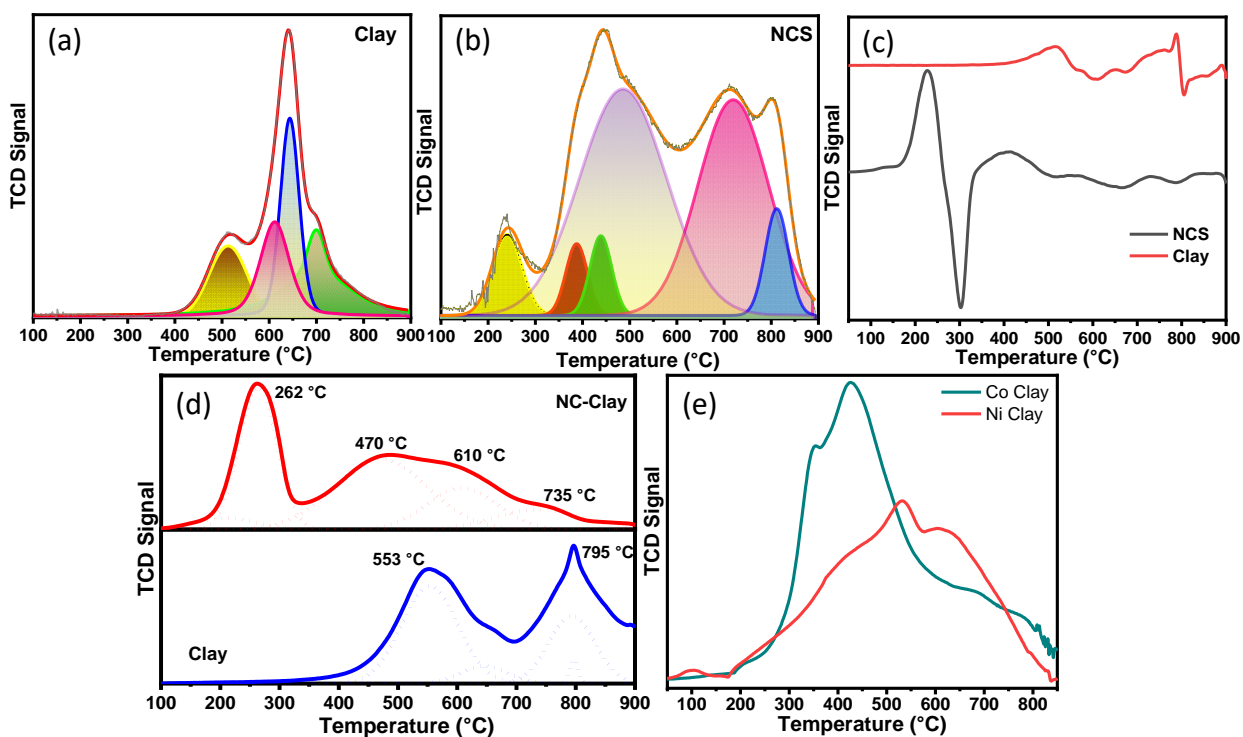 (a)
Clay
TCD Signal
100 200 300 400 500 600 700 800 900
Temperature (°C)
(b)
NCS
TCD Signal
100 200 300 400 500 600 700 800 900
Temperature (°C)
(c)
NCS
Clay
TCD Signal
100 200 300 400 500 600 700 800 900
Temperature (°C)
(d)
262 °C
NC-Clay
470 °C
610 °C
735 °C
553 °C
795 °C
Clay
TCD Signal
100 200 300 400 500 600 700 800 900
Temperature (°C)
(e)
Co Clay
Ni Clay
TCD Signal
100 200 300 400 500 600 700 800
Temperature (°C)